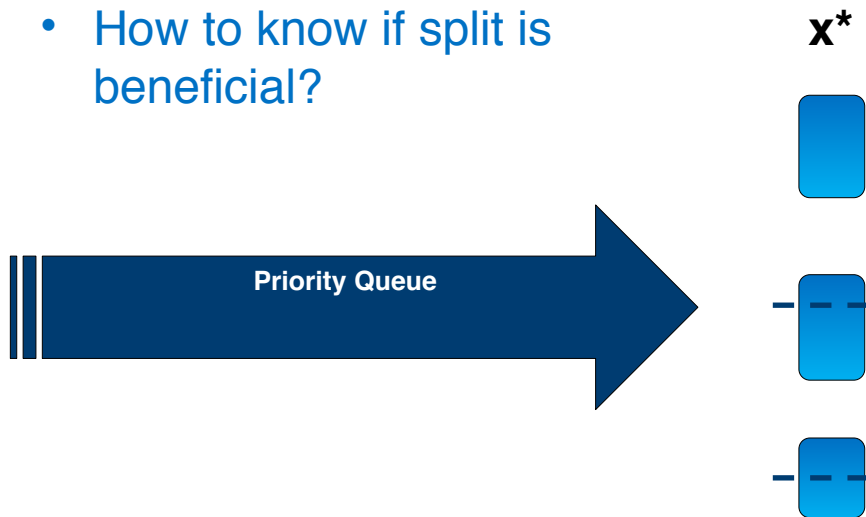 • How to know if split is
beneficial?
x*
Priority Queue